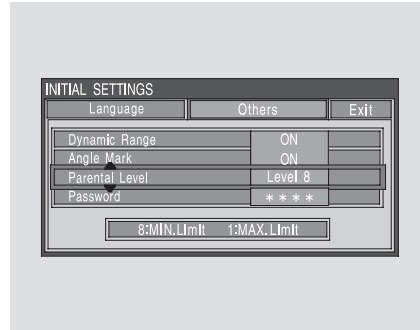 INITIAL SETTINGS
Language Others Exit
Dynamic Range ON
Angle Mark ON
Parental Level Level 8
Password ****
8:MIN.LImIt 1:MAX.LImIt